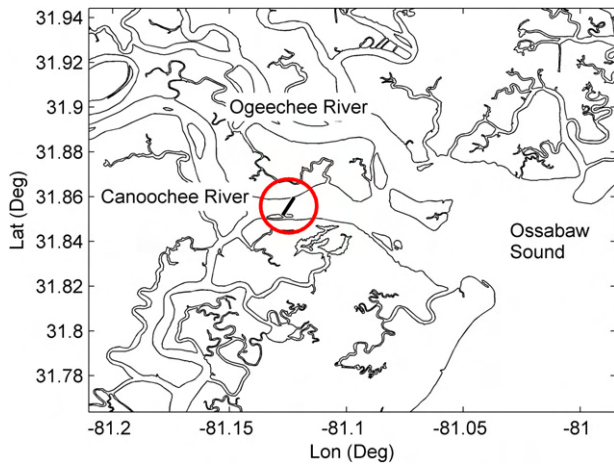 31.94
31.92
31.9
31.88
31.86
31.84
31.82
31.8
31.78
Lat (Deg)
Ogeechee River
Canoochee River
Ossabaw
Sound
-81.2
-81.15
-81.1
-81.05
-81
Lon (Deg)